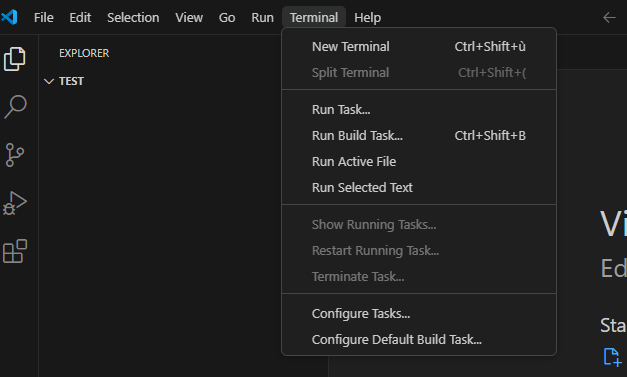 File Edit Selection View Go Run Terminal Help
EXPLORER
TEST
New Terminal Ctrl+Shift+ù
Split Terminal Ctrl+Shift+(
Run Task...
Run Build Task... Ctrl+Shift+B
Run Active File
Run Selected Text
Show Running Tasks...
Restart Running Task...
Terminate Task...
Configure Tasks...
Configure Default Build Task...
Vi
Ed
Sta